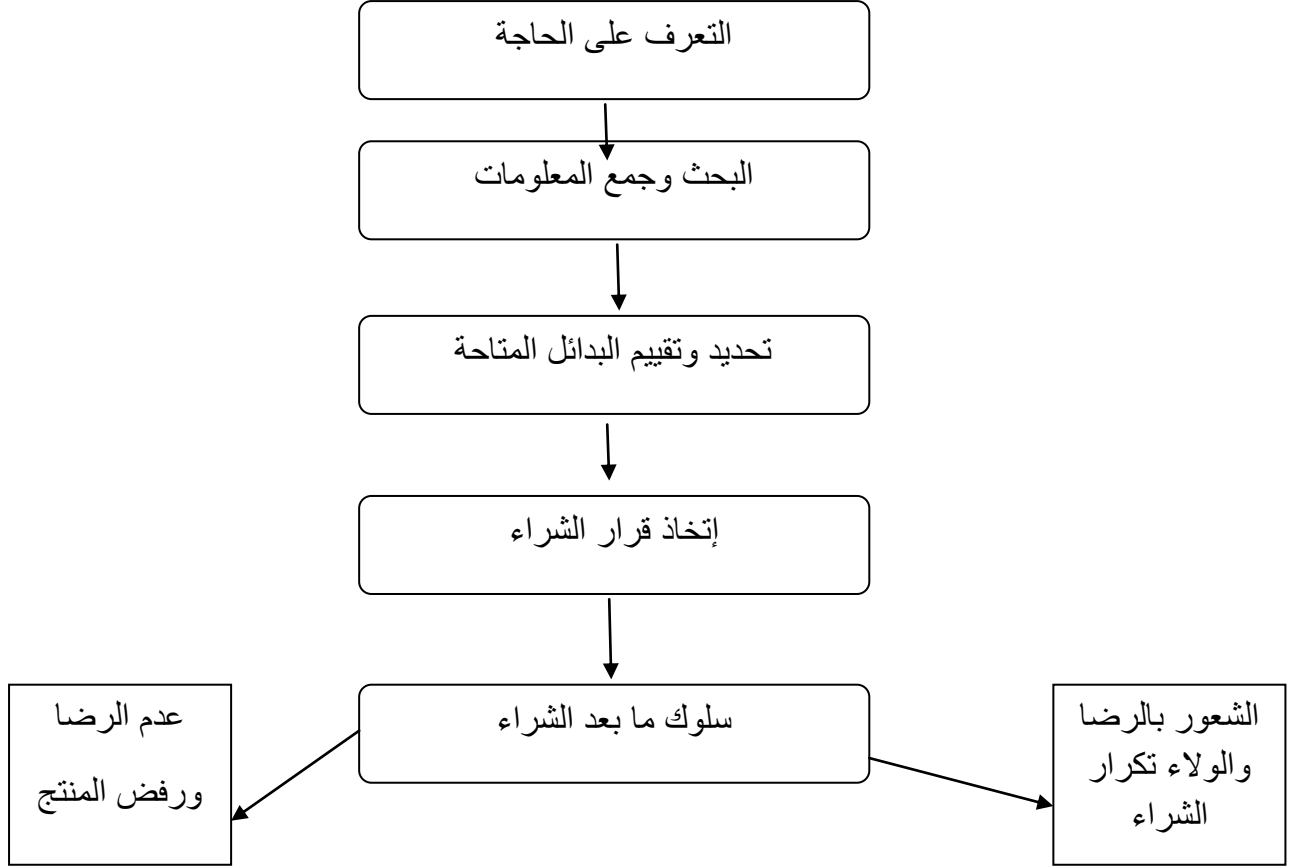 التعرف على الحاجة
البحث وجمع المعلومات
تحديد وتقييم البدائل المتاحة
إتخاذ قرار الشراء
سلوك ما بعد الشراء
الشعور بالرضا
والولاء تكرار
الشراء
عدم الرضا
ورفض المنتج